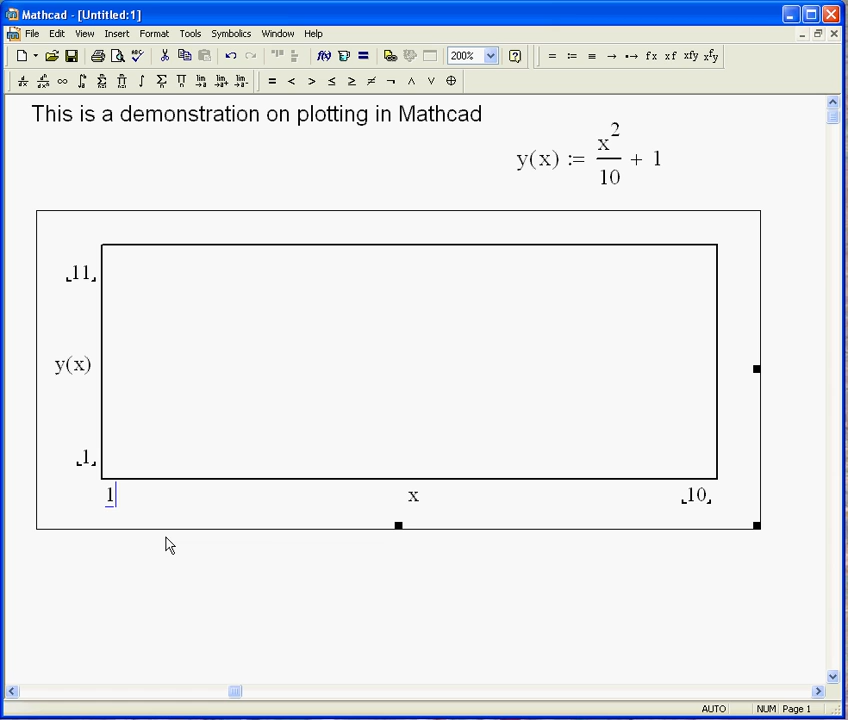 Mathcad - [Untitled:1]
File Edit View Insert Format Tools Symbolics Window Help
200%
This is a demonstration on plotting in Mathcad
y(x) := x^2/10 + 1
11
y(x)
1
1 x 10
AUTO NUM Page 1